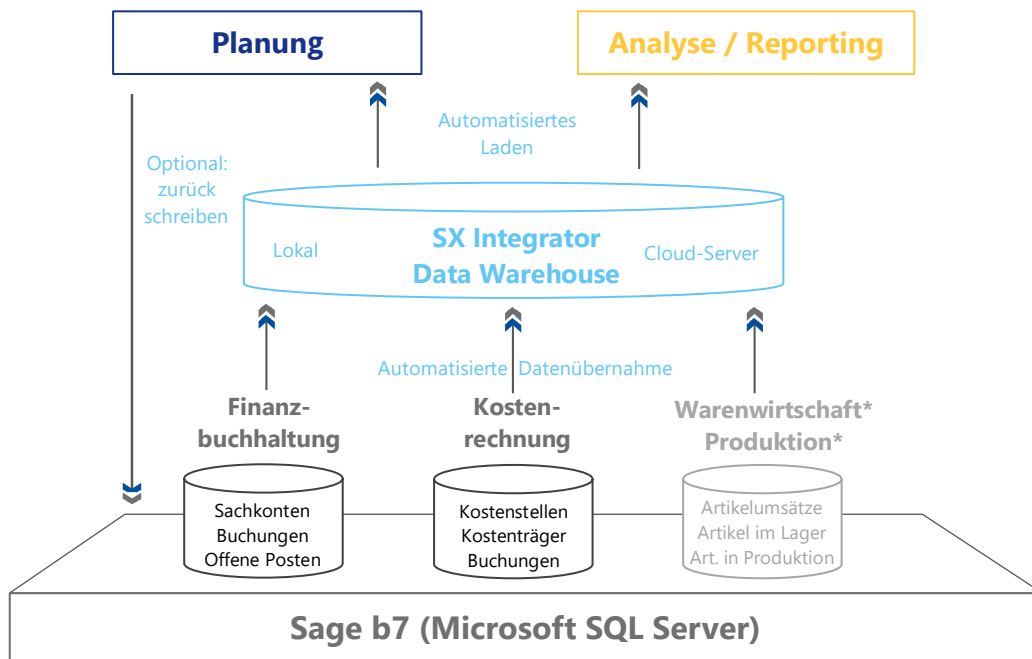 Planung
Analyse / Reporting
Automatisiertes
Laden
Optional:
zurück
schreiben
SX Integrator
Data Warehouse
Lokal
Cloud-Server
Automatisierte Datenübernahme
Finanz-
buchhaltung
Kosten-
rechnung
Warenwirtschaft*
Produktion*
Sachkonten
Buchungen
Offene Posten
Kostenstellen
Kostenträger
Buchungen
Artikelumsätze
Artikel im Lager
Art. in Produktion
Sage b7 (Microsoft SQL Server)